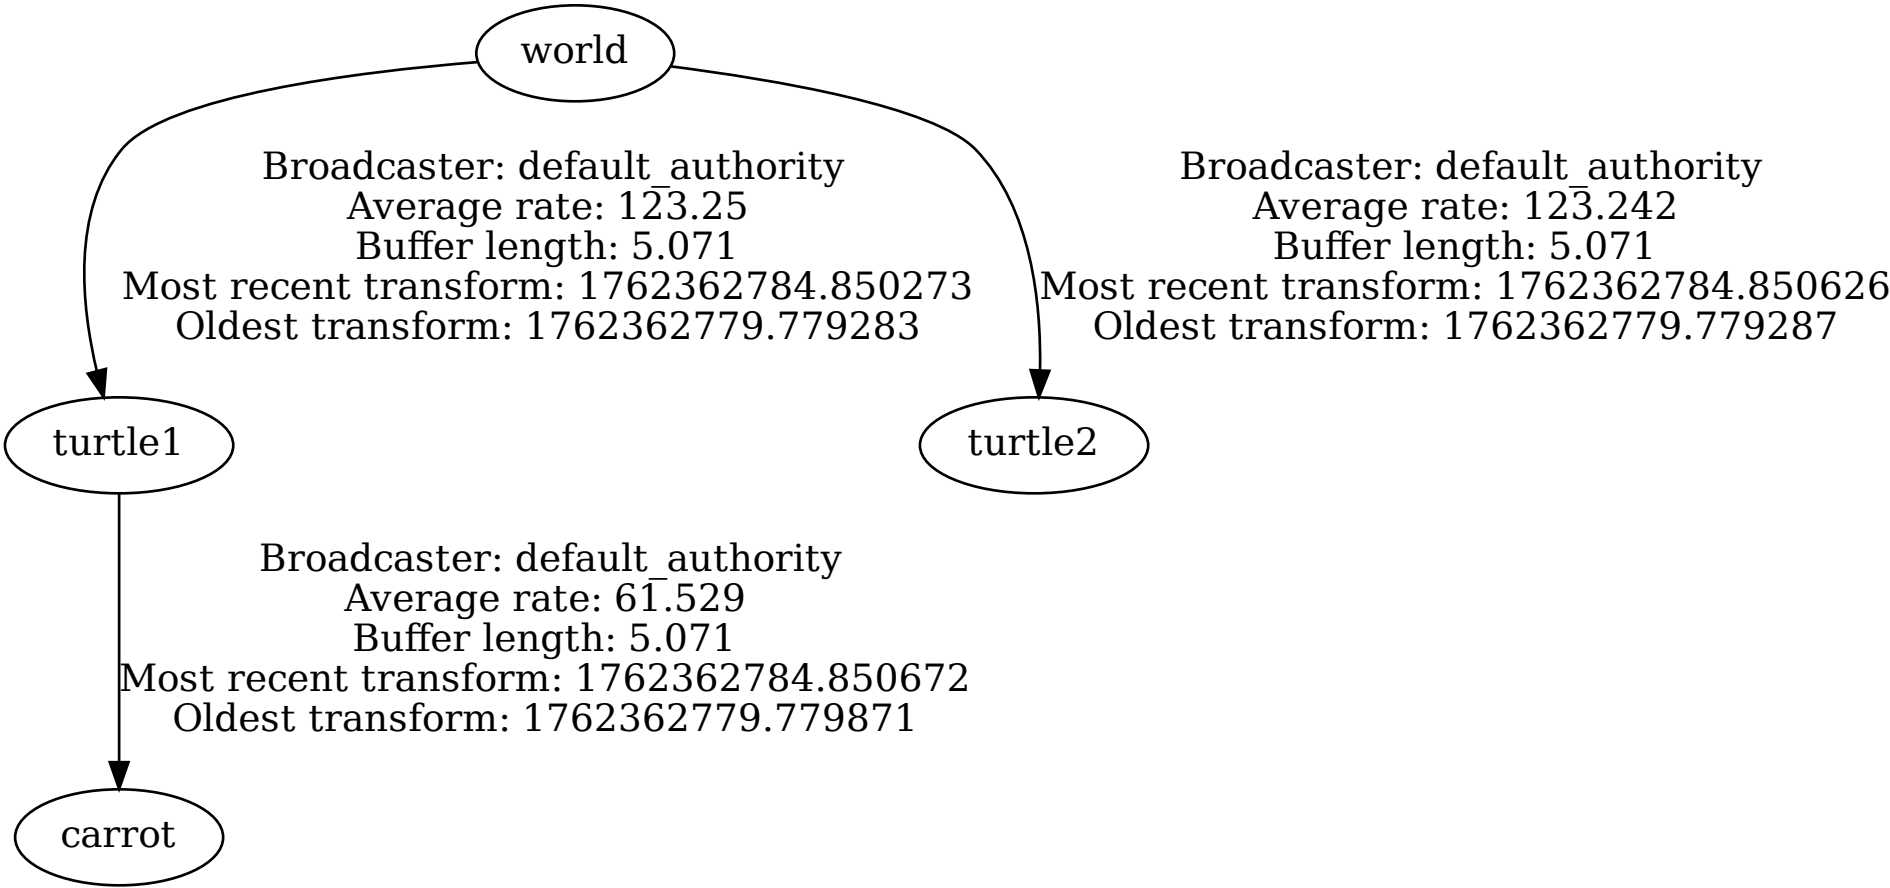 world
Broadcaster: default_authority
Average rate: 123.25
Buffer length: 5.071
Most recent transform: 1762362784.850273
Oldest transform: 1762362779.779283
Broadcaster: default_authority
Average rate: 123.242
Buffer length: 5.071
Most recent transform: 1762362784.850626
Oldest transform: 1762362779.779287
turtle1
turtle2
Broadcaster: default_authority
Average rate: 61.529
Buffer length: 5.071
Most recent transform: 1762362784.850672
Oldest transform: 1762362779.779871
carrot